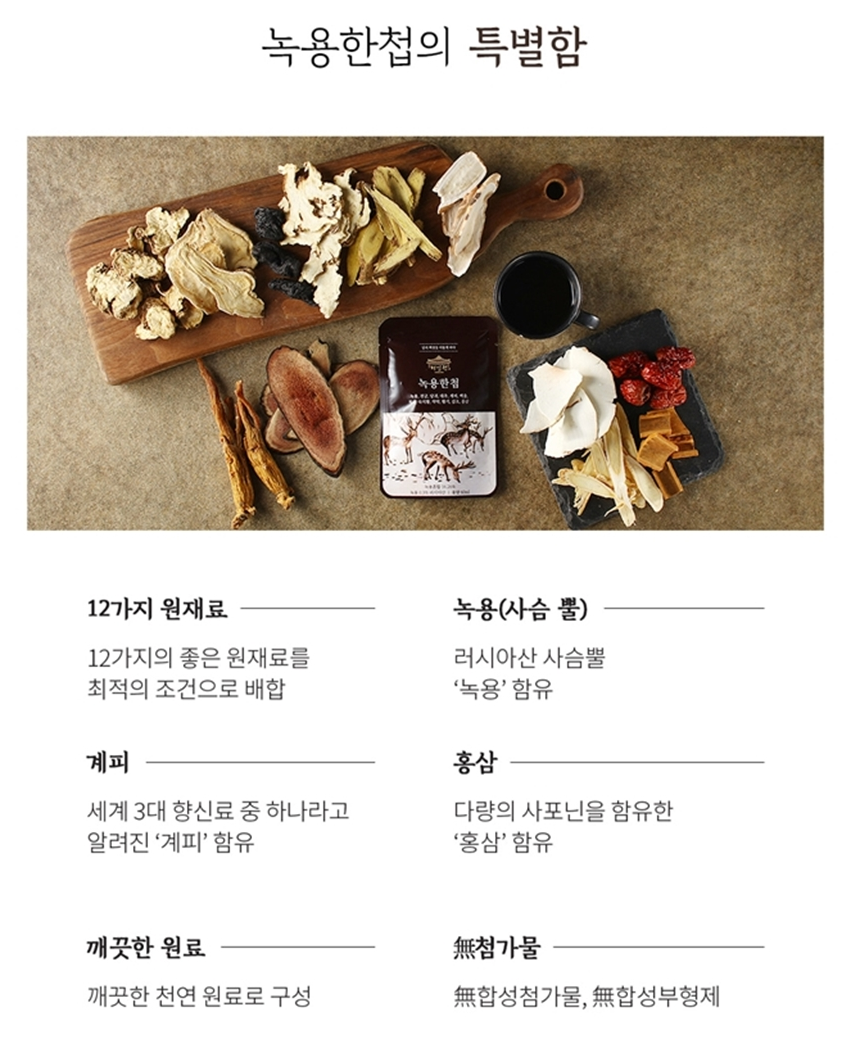 녹용한첩의 특별함
녹용한첩
12가지 원재료
12가지의 좋은 원재료를
최적의 조건으로 배합
녹용(사슴 뿔)
러시아산 사슴뿔
‘녹용’ 함유
계피
세계 3대 향신료 중 하나라고
알려진 ‘계피’ 함유
홍삼
다량의 사포닌을 함유한
‘홍삼’ 함유
깨끗한 원료
깨끗한 천연 원료로 구성
無첨가물
無합성첨가물, 無합성부형제